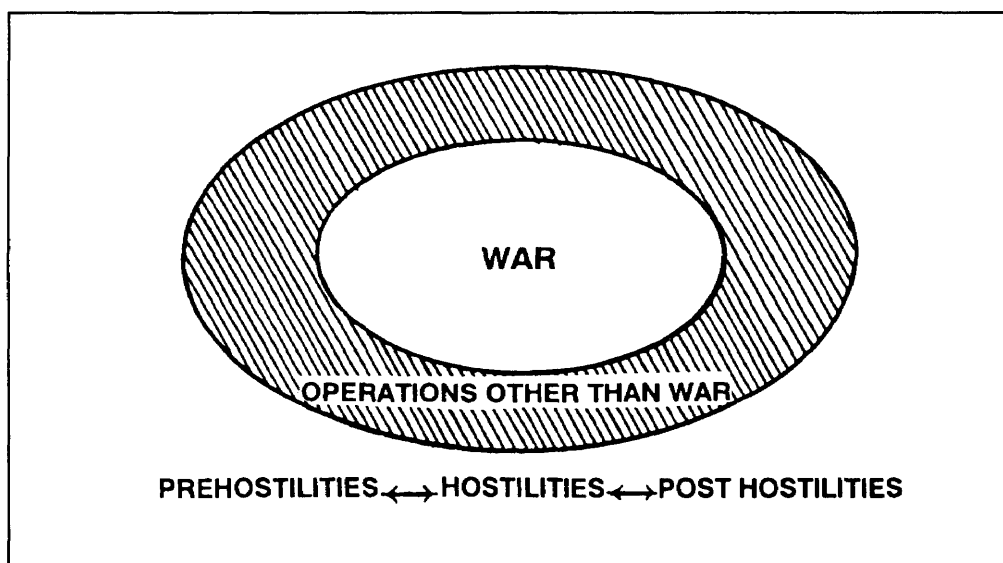 WAR
OPERATIONS OTHER THAN WAR
PREHOSTILITIES ↔ HOSTILITIES ↔ POST HOSTILITIES